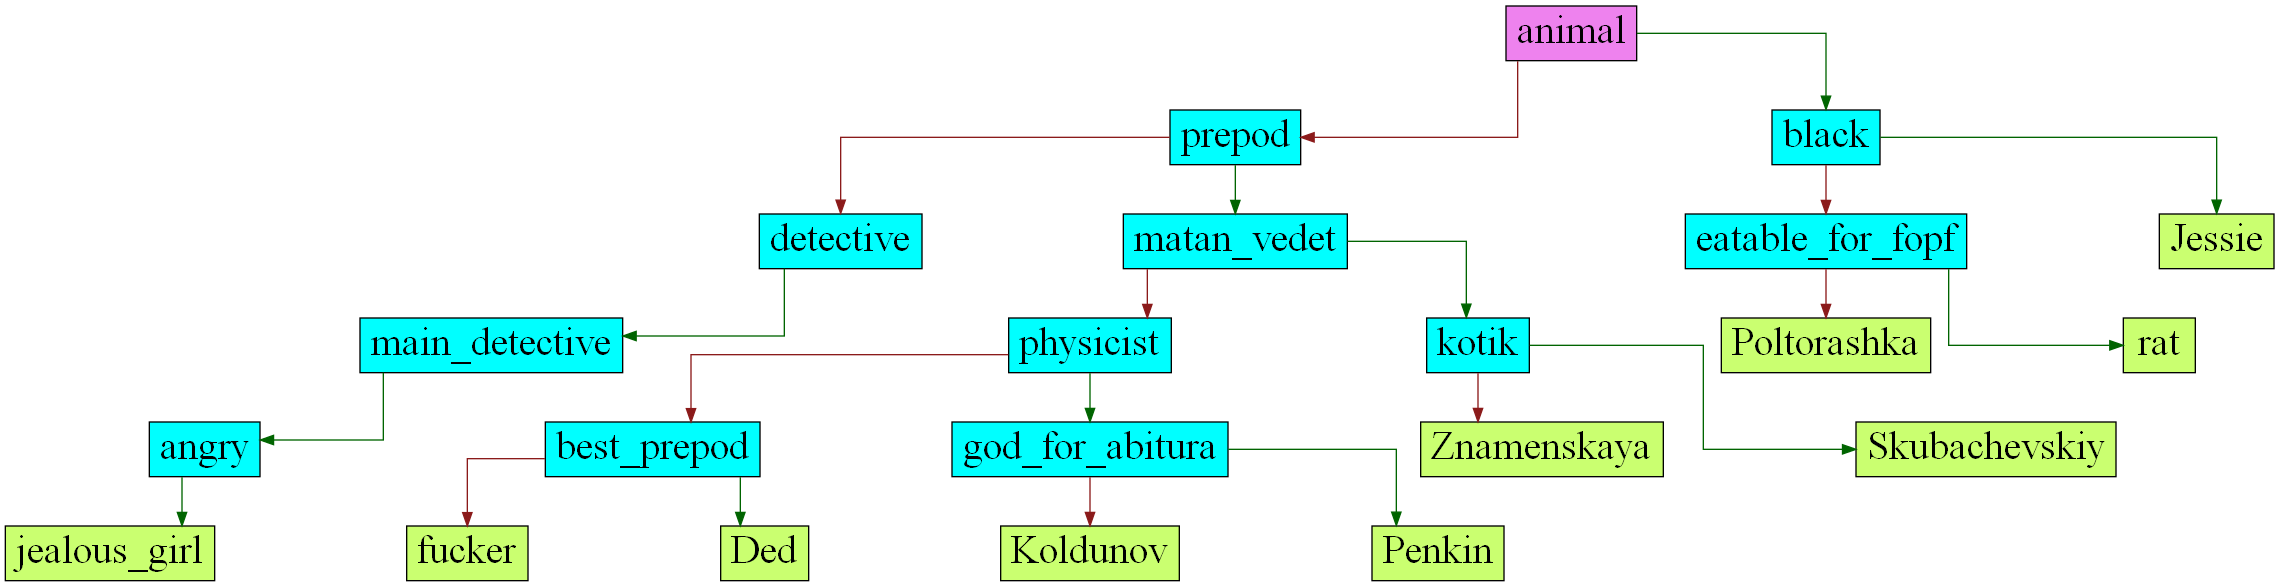 animal
prepod
black
detective
matan_vedet
eatable_for_fopf
Jessie
main_detective
physicist
kotik
Poltorashka
rat
angry
best_prepod
god_for_abitura
Znamenskaya
Skubachevskiy
jealous_girl
fucker
Ded
Koldunov
Penkin